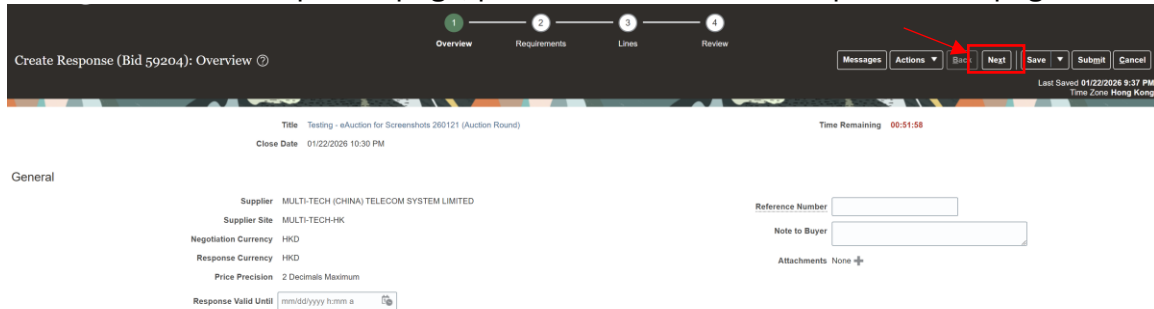 1 2 3 4
Overview Requirements Lines Review
Create Response (Bid 59204): Overview
Messages Actions Back Next Save Submit Cancel
Last Saved 01/22/2026 9:37 PM
Time Zone Hong Kong
Title Testing - eAuction for Screenshots 260121 (Auction Round) Time Remaining 00:51:58
Close Date 01/22/2026 10:30 PM
General
Supplier MULTI-TECH (CHINA) TELECOM SYSTEM LIMITED
Reference Number
Supplier Site MULTI-TECH-HK
Note to Buyer
Negotiation Currency HKD
Response Currency HKD
Attachments None
Price Precision 2 Decimals Maximum
Response Valid Until mm/dd/yyyy h:mm a